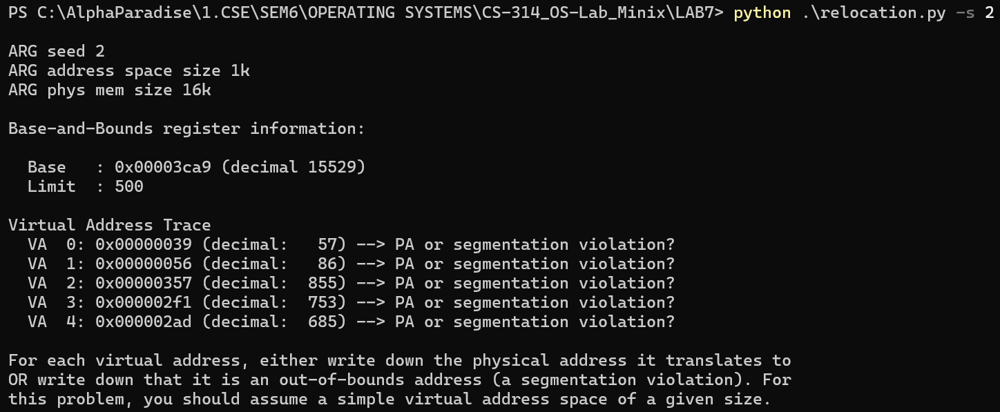 PS C:\AlphaParadise\1.CSE\SEM6\OPERATING SYSTEMS\CS-314_OS-Lab_Minix\LAB7> python .\relocation.py -s 2
ARG seed 2
ARG address space size 1k
ARG phys mem size 16k
Base-and-Bounds register information:
  Base   : 0x00003ca9 (decimal 15529)
  Limit  : 500
Virtual Address Trace
  VA  0: 0x00000039 (decimal:   57) --> PA or segmentation violation?
  VA  1: 0x00000056 (decimal:   86) --> PA or segmentation violation?
  VA  2: 0x00000357 (decimal:  855) --> PA or segmentation violation?
  VA  3: 0x000002f1 (decimal:  753) --> PA or segmentation violation?
  VA  4: 0x000002ad (decimal:  685) --> PA or segmentation violation?
For each virtual address, either write down the physical address it translates to
OR write down that it is an out-of-bounds address (a segmentation violation). For
this problem, you should assume a simple virtual address space of a given size.